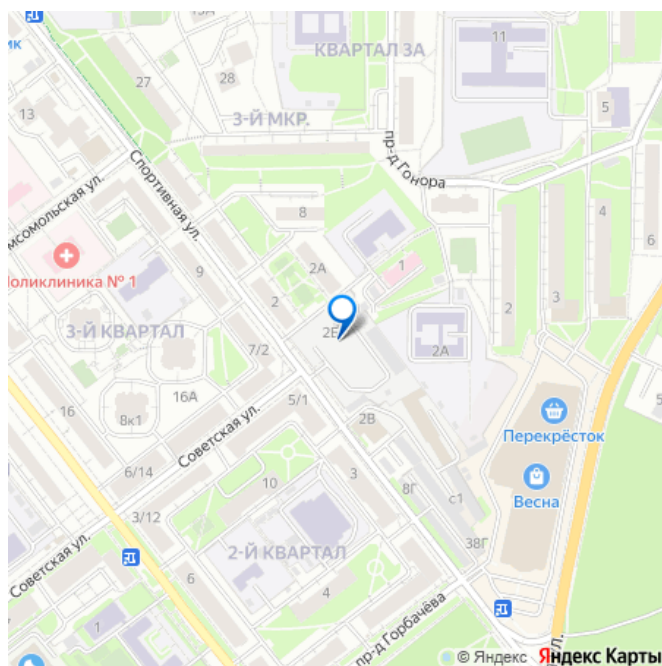 15А
11
ик
КВАРТАЛ 3А
27
28
5
13
3-Й МКР.
пр-д Гонора
Спортивная ул.
мсомольская ул.
8
4
6
Поликлиника № 1
9
2А
1
2
2
3
3-Й КВАРТАЛ
2Б
2А
7/2
16А
5/1
16
8к1
Советская ул.
2В
Перекрёсток
6/14
10
3
8Г
с1
Весна
3/12
38Г
2-Й КВАРТАЛ
Советская ул.
6
4
1
пр-д Горбачёва
УЛ.
© Яндекс Яндекс Карты